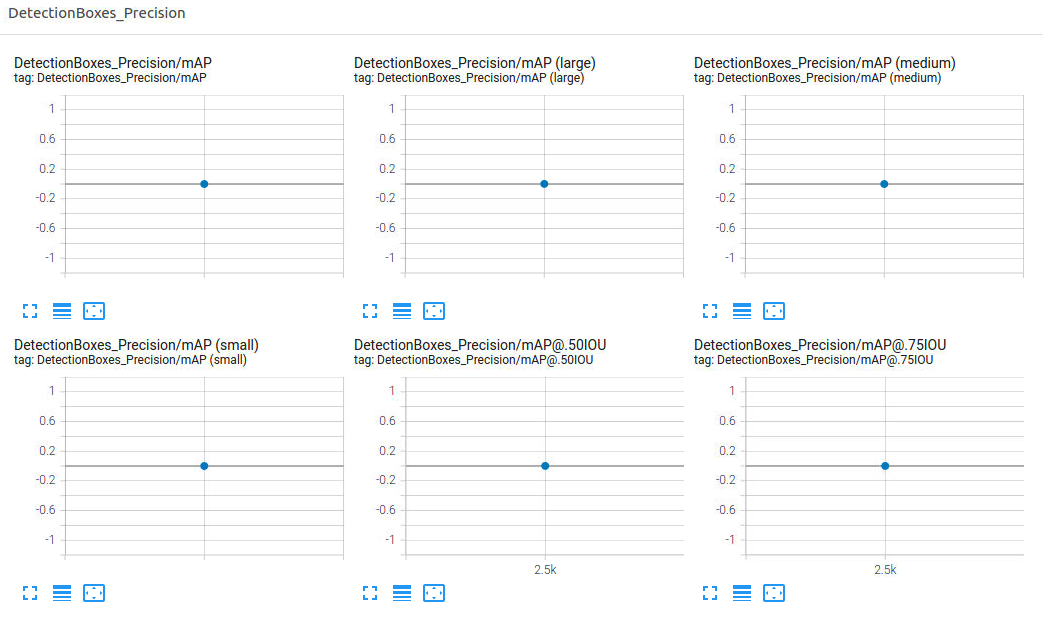 DetectionBoxes_Precision
DetectionBoxes_Precision/mAP
tag: DetectionBoxes_Precision/mAP
1
0.6
0.2
-0.2
-0.6
-1
DetectionBoxes_Precision/mAP (large)
tag: DetectionBoxes_Precision/mAP (large)
1
0.6
0.2
-0.2
-0.6
-1
DetectionBoxes_Precision/mAP (medium)
tag: DetectionBoxes_Precision/mAP (medium)
1
0.6
0.2
-0.2
-0.6
-1
DetectionBoxes_Precision/mAP (small)
tag: DetectionBoxes_Precision/mAP (small)
1
0.6
0.2
-0.2
-0.6
-1
DetectionBoxes_Precision/mAP@.50IOU
tag: DetectionBoxes_Precision/mAP@.50IOU
1
0.6
0.2
-0.2
-0.6
-1
2.5k
DetectionBoxes_Precision/mAP@.75IOU
tag: DetectionBoxes_Precision/mAP@.75IOU
1
0.6
0.2
-0.2
-0.6
-1
2.5k